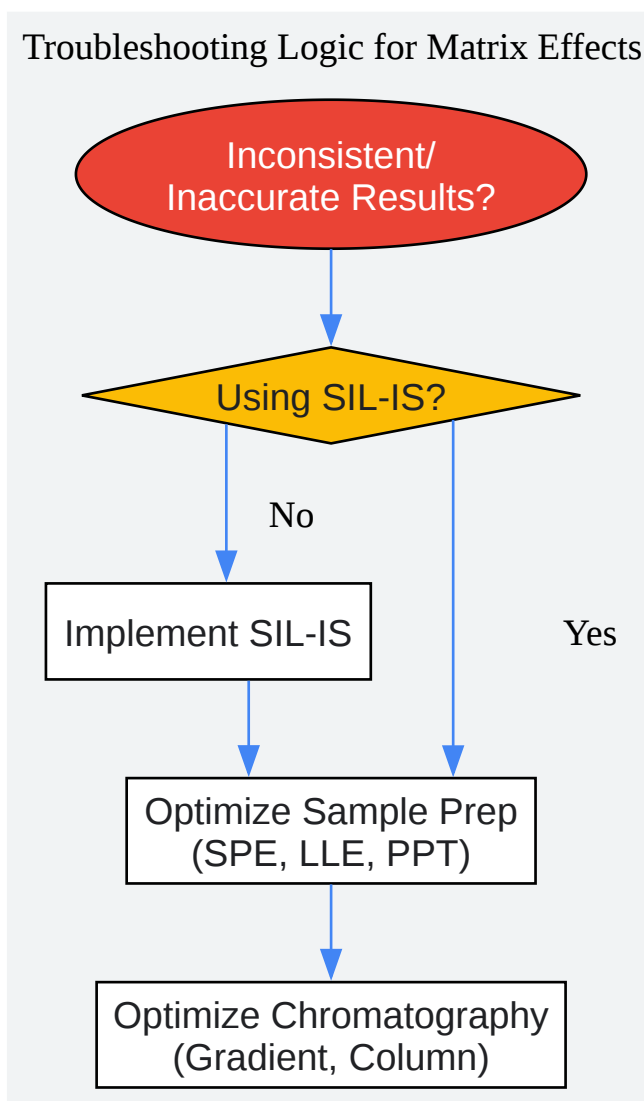 Troubleshooting Logic for Matrix Effects
Inconsistent/
Inaccurate Results?
Using SIL-IS?
No
Implement SIL-IS
Yes
Optimize Sample Prep
(SPE, LLE, PPT)
Optimize Chromatography
(Gradient, Column)